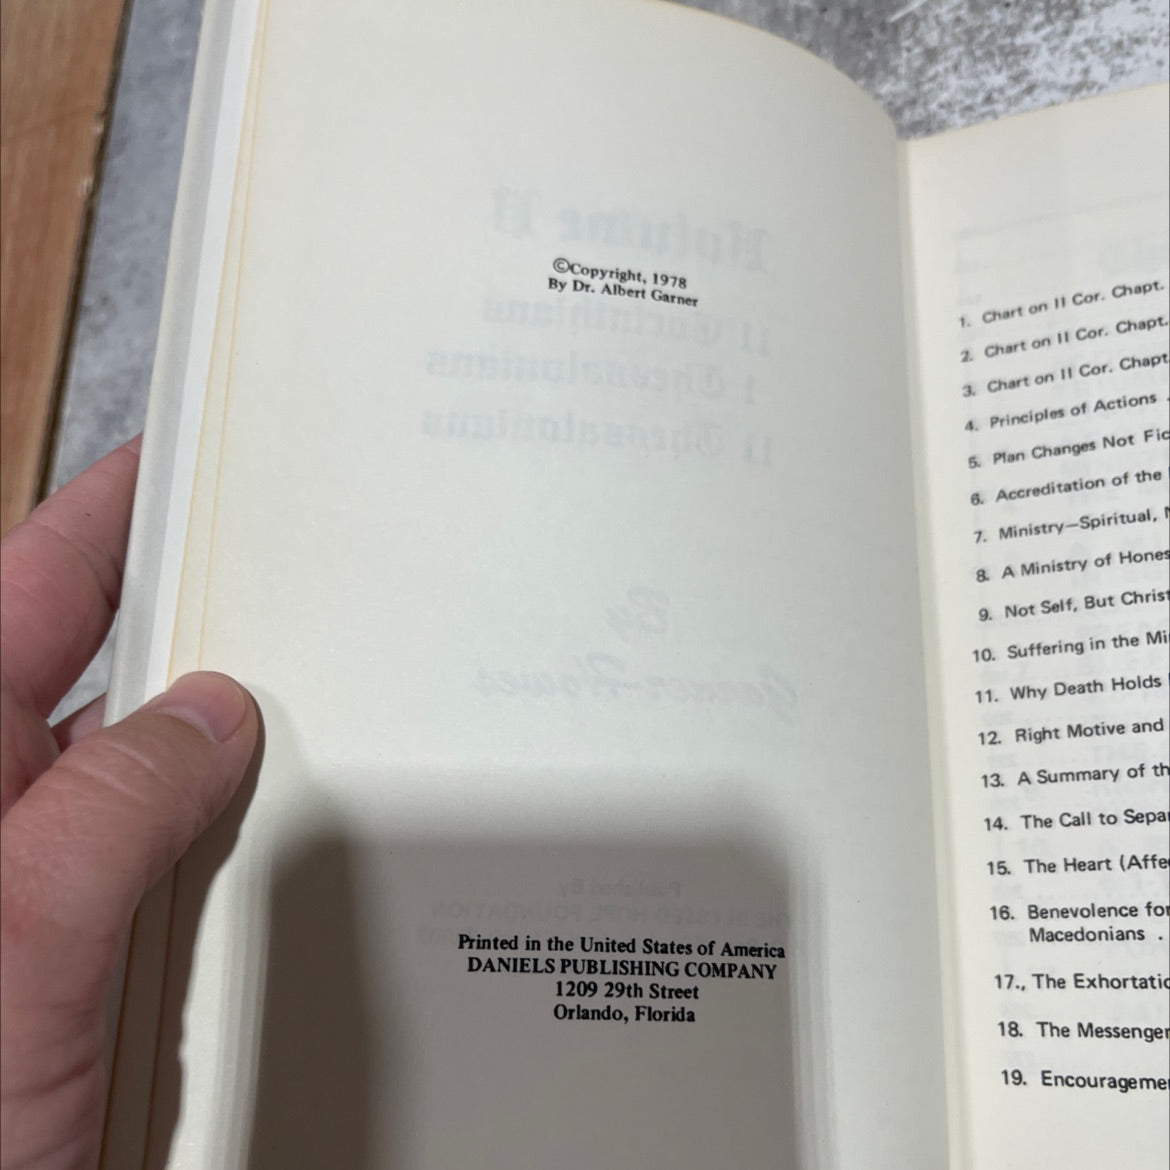 ©Copyright, 1978
By Dr. Albert Garner
Printed in the United States of America
DANIELS PUBLISHING COMPANY
1209 29th Street
Orlando, Florida
1. Chart on II Cor. Chapt.
2. Chart on II Cor. Chapt.
3. Chart on II Cor. Chapt
4. Principles of Actions .
5. Plan Changes Not
6. Accreditation of the
7. Ministry—Spiritual,
8. A Ministry of Hones
9. Not Self, But Christ
10. Suffering in the
11. Why Death Holds
12. Right Motive and
13. A Summary of th
14. The Call to Sepa
15. The Heart (Affe
16. Benevolence for
Macedonians .
17., The Exhortatio
18. The Messenger
19. Encourageme